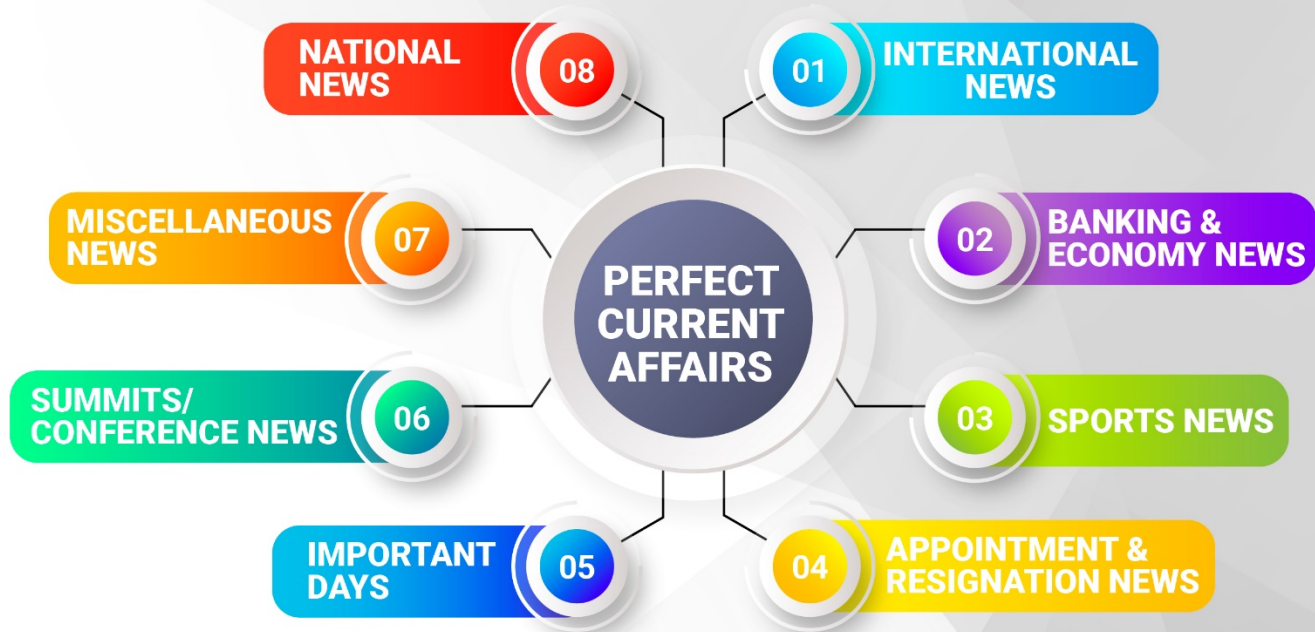 PERFECT
CURRENT
AFFAIRS
01
INTERNATIONAL
NEWS
02
BANKING &
ECONOMY NEWS
03
SPORTS NEWS
04
APPOINTMENT &
RESIGNATION NEWS
05
IMPORTANT
DAYS
06
SUMMITS/
CONFERENCE NEWS
07
MISCELLANEOUS
NEWS
08
NATIONAL
NEWS